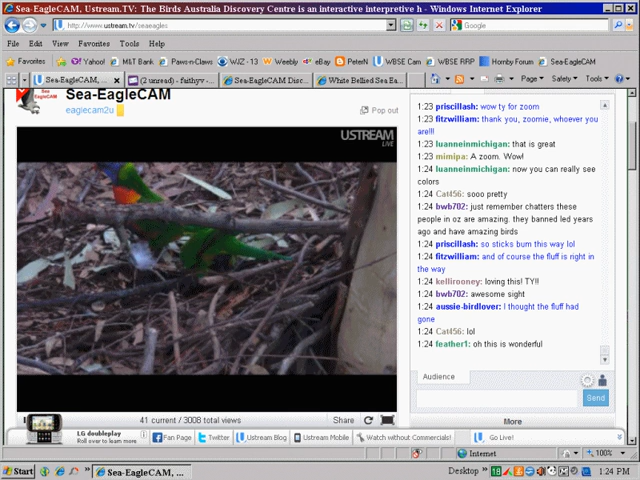 Sea-EagleCAM, Ustream.TV: The Birds Australia Discovery Centre is an interactive interpretive h - Windows Internet Explorer
http://www.ustream.tv/seaeagles
Google
File Edit View Favorites Tools Help
Favorites Yahoo! M&T Bank Paws-n-Claws WJZ - 13 Weebly eBay PeterN WBSE Cam WBSE RRP Hornby Forum Sea-EagleCAM
Sea-EagleCAM, ... (2 unread) - faithyv ... Sea-EagleCAM Disc... White Bellied Sea Ea... Page Safety Tools
Sea EagleCAM
Sea-EagleCAM
eaglecam2u
Pop out
USTREAM
LIVE
1:23 priscillash: wow ty for zoom
1:23 fitzwilliam: thank you, zoomie, whoever you
are!!!
1:23 luanneinmichigan: that is great
1:23 mimipa: A zoom. Wow!
1:24 luanneinmichigan: now you can really see
colors
1:24 Cat456: sooo pretty
1:24 bwb702: just remember chatters these
people in oz are amazing. they banned led years
ago and have amazing birds
1:24 priscillash: so sticks bum this way lol
1:24 fitzwilliam: and of course the fluff is right in
the way
1:24 kellirooney: loving this! TY!!
1:24 bwb702: awesome sight
1:24 aussie-birdlover: I thought the fluff had
gone
1:24 Cat456: lol
1:24 feather1: oh this is wonderful
Audience
Send
More
41 current / 3008 total views
Share
LG doubleplay
Roll over to learn more
Fan Page Twitter Ustream Blog Ustream Mobile Watch without Commercials! Go Live!
Internet 100%
Start Sea-EagleCAM, ... Desktop 18 1:24 PM